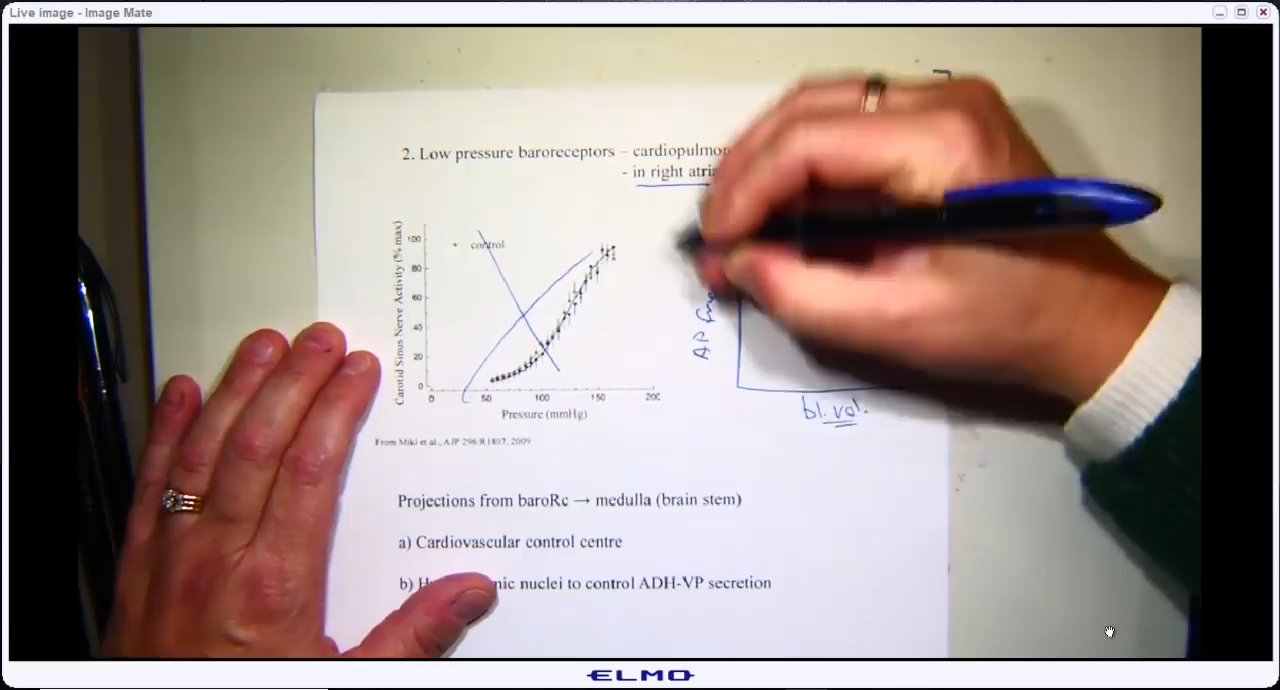 Live image - Image Mate
2. Low pressure baroreceptors – cardiopulmon
- in right atri
Carotid Sinus Nerve Activity (% max)
100
80
60
40
20
0
control
0 50 100 150 200
Pressure (mmHg)
AP
bl. vol.
From Miki et al., AJP 296:R1807, 2009
Projections from baroRc → medulla (brain stem)
a) Cardiovascular control centre
b) H nic nuclei to control ADH-VP secretion
ELMO